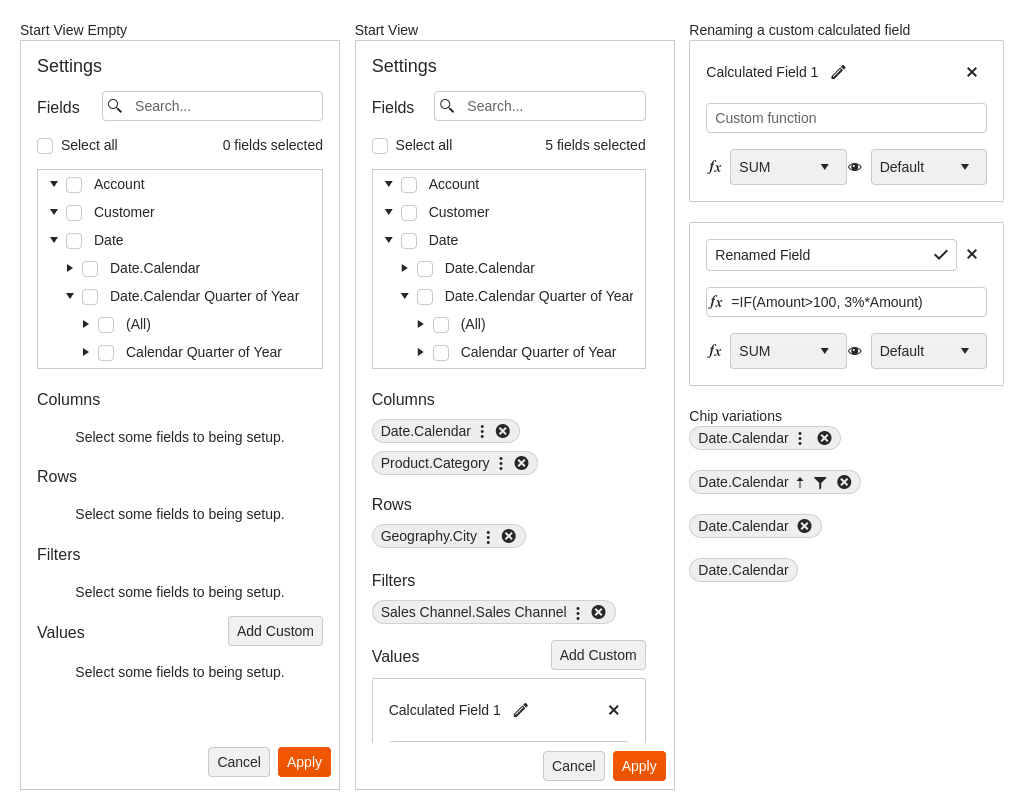 Start View Empty
Settings
Fields
Search...
Select all
0 fields selected
Account
Customer
Date
Date.Calendar
Date.Calendar Quarter of Year
(All)
Calendar Quarter of Year
Columns
Select some fields to being setup.
Rows
Select some fields to being setup.
Filters
Select some fields to being setup.
Values
Add Custom
Select some fields to being setup.
Cancel
Apply
Start View
Settings
Fields
Search...
Select all
5 fields selected
Account
Customer
Date
Date.Calendar
Date.Calendar Quarter of Year
(All)
Calendar Quarter of Year
Columns
Date.Calendar
Product.Category
Rows
Geography.City
Filters
Sales Channel.Sales Channel
Values
Add Custom
Calculated Field 1
Cancel
Apply
Renaming a custom calculated field
Calculated Field 1
Custom function
fx SUM
Default
Renamed Field
fx =IF(Amount>100, 3%*Amount)
fx SUM
Default
Chip variations
Date.Calendar
Date.Calendar
Date.Calendar
Date.Calendar